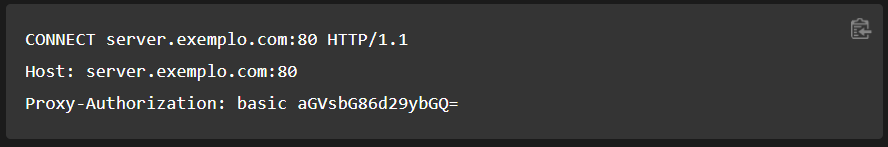 CONNECT server.exemplo.com:80 HTTP/1.1
Host: server.exemplo.com:80
Proxy-Authorization: basic aGVsbG86d29ybGQ=